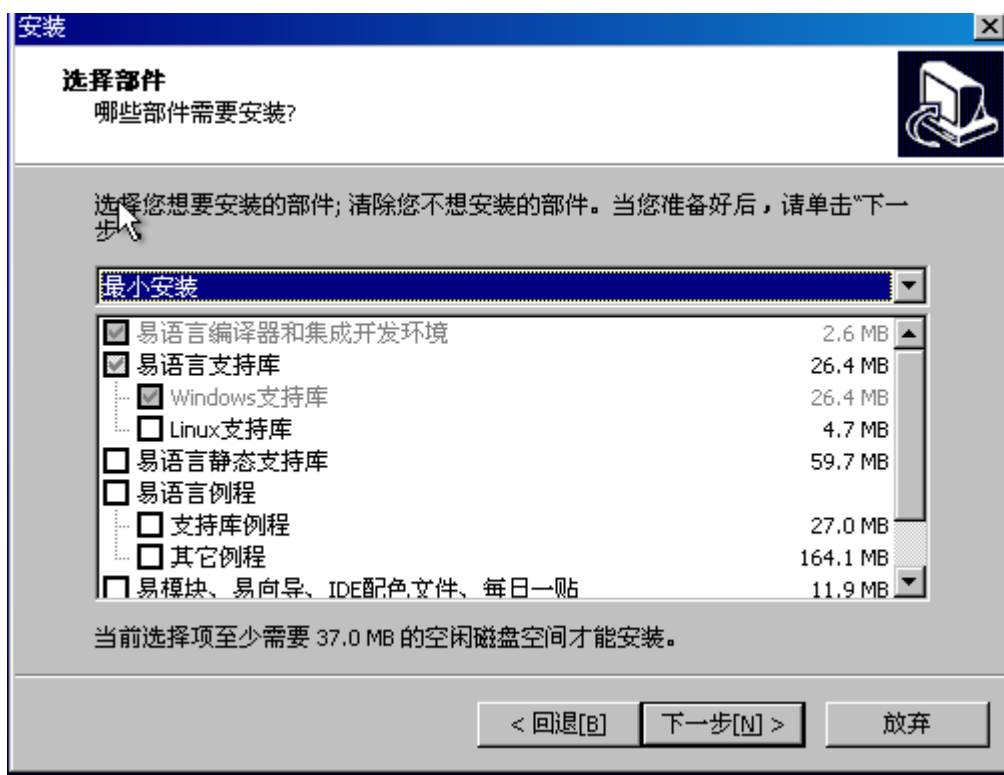 安装
选择部件
哪些部件需要安装?
选择您想要安装的部件; 清除您不想安装的部件。当您准备好后，请单击"下一
步
最小安装
易语言编译器和集成开发环境 2.6 MB
易语言支持库 26.4 MB
Windows支持库 26.4 MB
Linux支持库 4.7 MB
易语言静态支持库 59.7 MB
易语言例程
支持库例程 27.0 MB
其它例程 164.1 MB
易模块、易向导、IDE配色文件、每日一贴 11.9 MB
当前选择项至少需要 37.0 MB 的空闲磁盘空间才能安装。
< 回退[B]
下一步[N] >
放弃